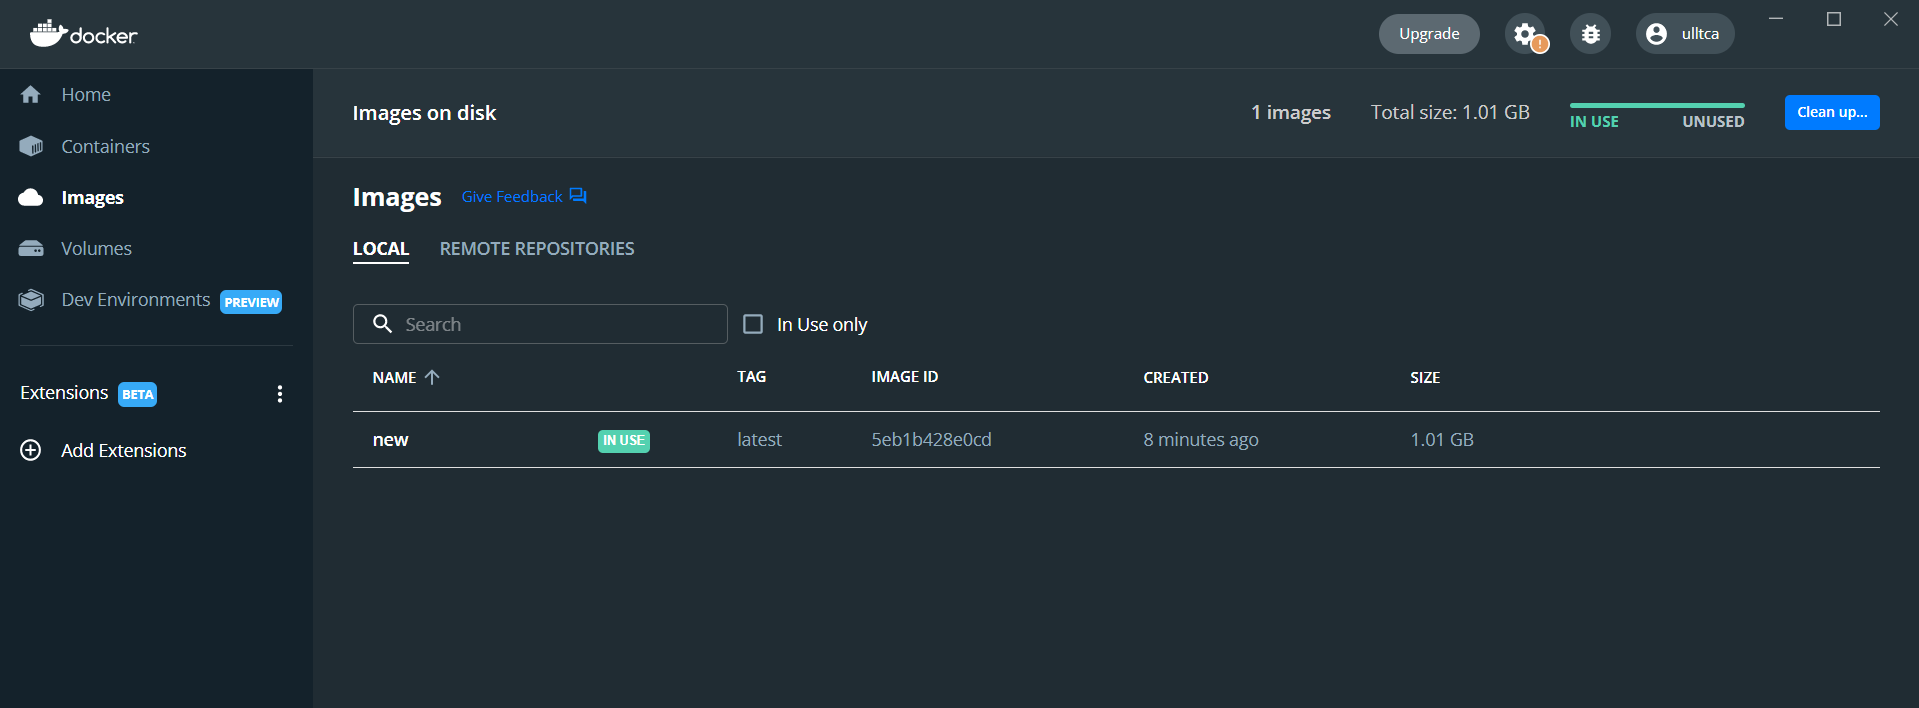 docker
Upgrade
!
ulltca
Home
Containers
Images
Volumes
Dev Environments PREVIEW
Extensions BETA
Add Extensions
Images on disk
1 images
Total size: 1.01 GB
IN USE UNUSED
Clean up...
Images Give Feedback
LOCAL REMOTE REPOSITORIES
Search
In Use only
NAME TAG IMAGE ID CREATED SIZE
new IN USE latest 5eb1b428e0cd 8 minutes ago 1.01 GB